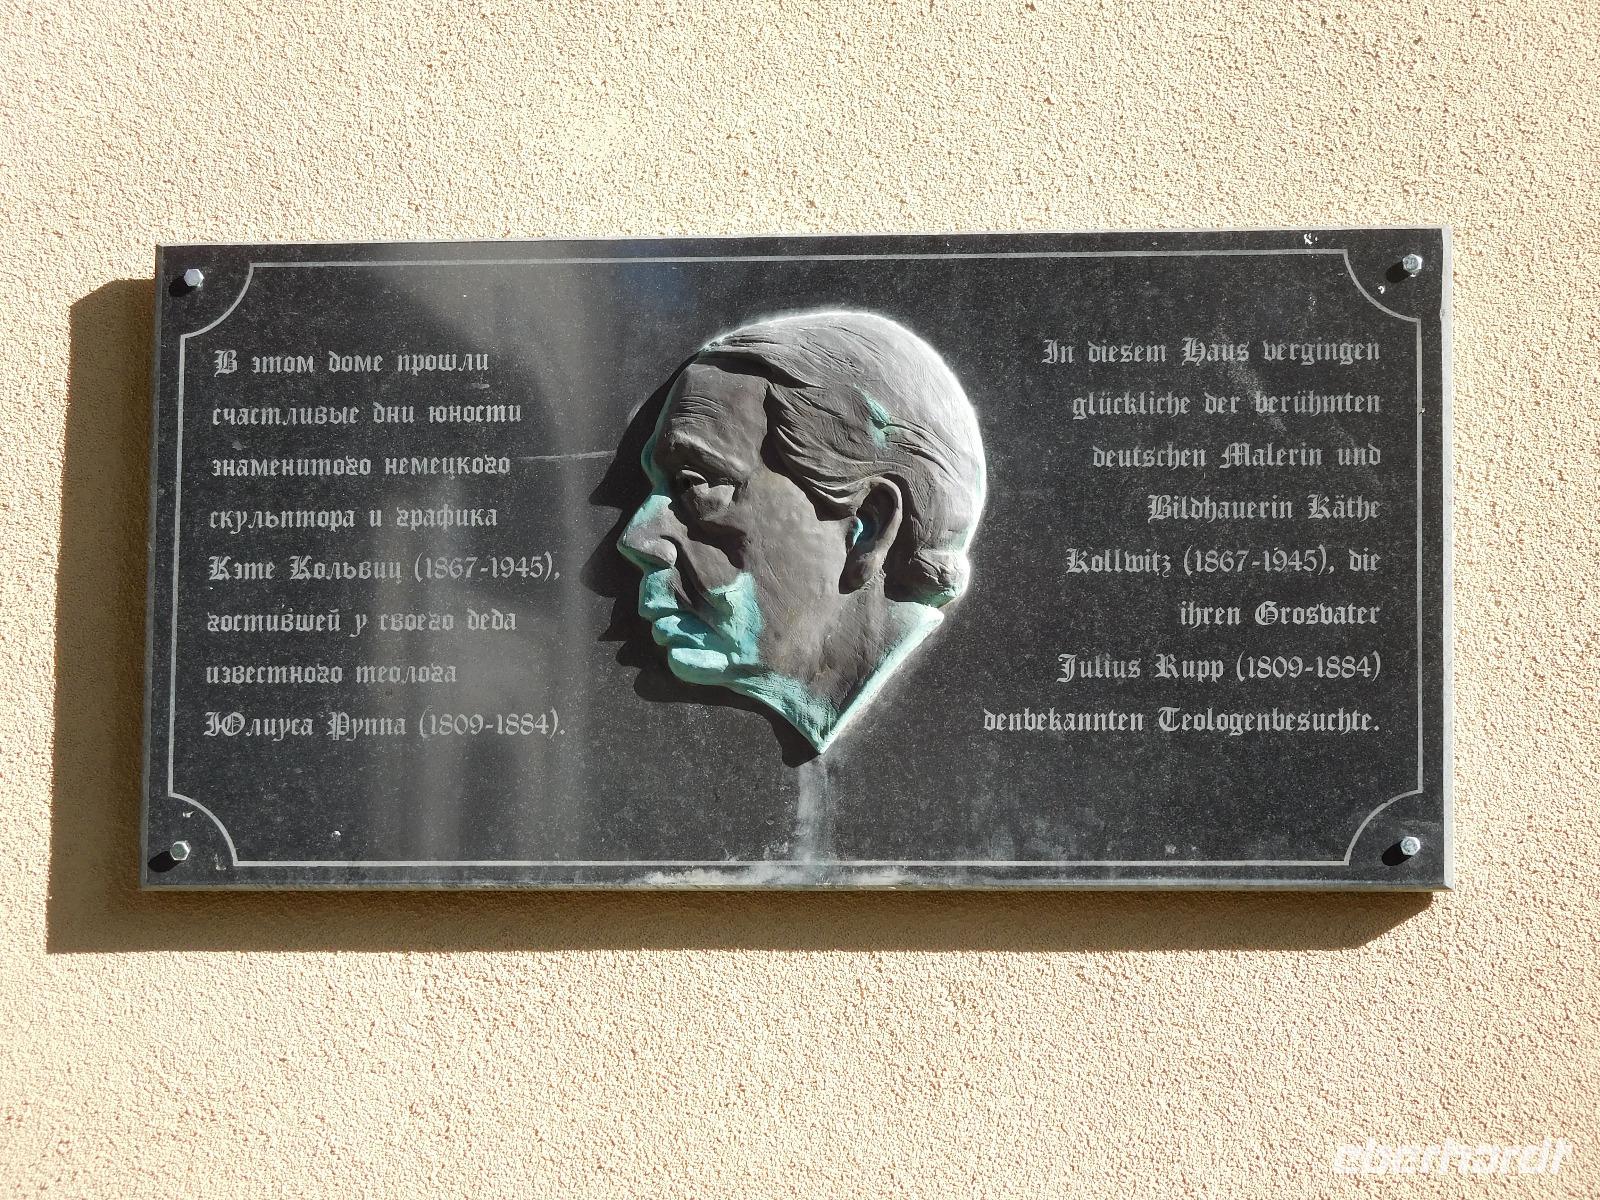 В этом доме прошли
счастливые дни юности
знаменитого немецкого
скульптора и графика
Кэте Кольвиц (1867-1945),
гостившей у своего деда
известного теолога
Юлиуса Руппа (1809-1884).
In diesem Haus vergingen
glückliche der berühmten
deutschen Malerin und
Bildhauerin Käthe
Kollwitz (1867-1945), die
ihren Grosvater
Julius Rupp (1809-1884)
denbekannten Teologenbesuchte.
eberhardt